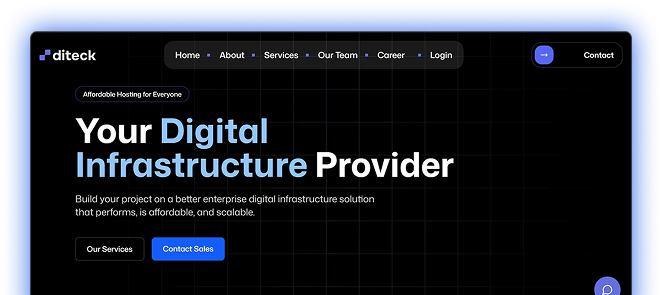 diteck
Home
About
Services
Our Team
Career
Login
Contact
Affordable Hosting for Everyone
Your Digital
Infrastructure Provider
Build your project on a better enterprise digital infrastructure solution
that performs, is affordable, and scalable.
Our Services
Contact Sales